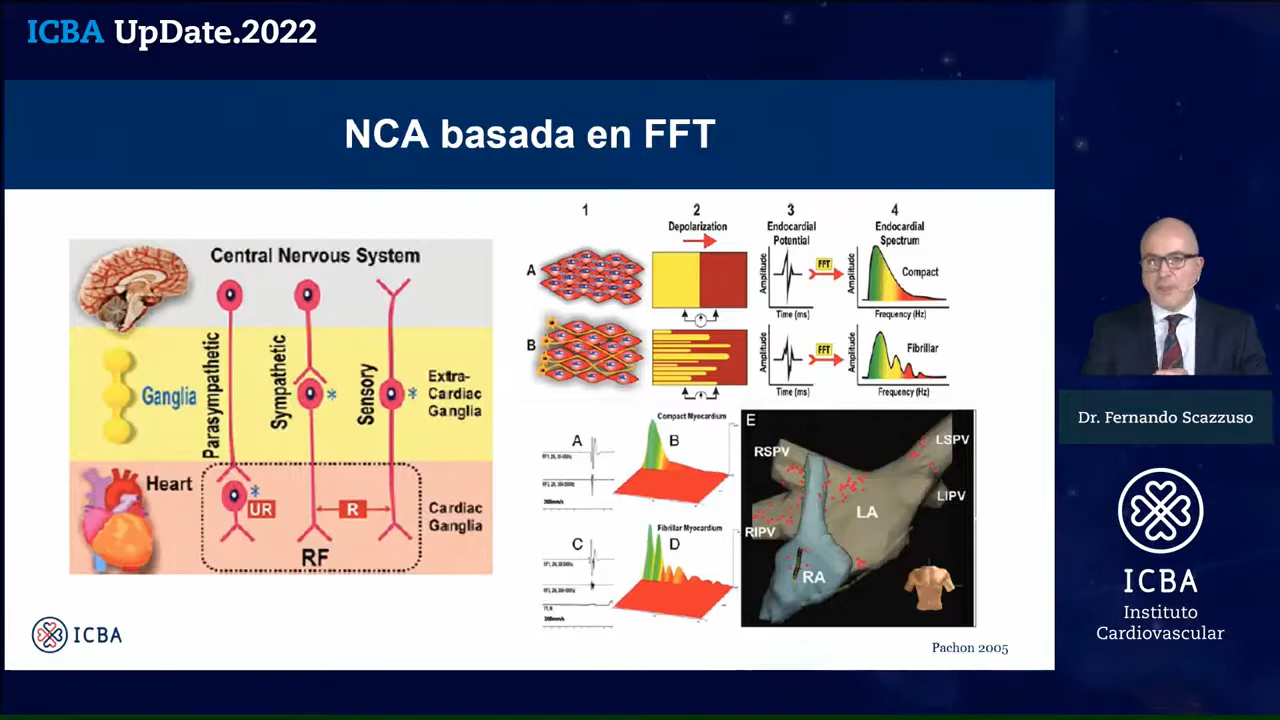 ICBA UpDate.2022
NCA basada en FFT
Central Nervous System
Parasympathetic
Sympathetic
Sensory
Ganglia
Extra-
Cardiac
Ganglia
Heart
Cardiac
Ganglia
UR
R
RF
1
2
3
4
Depolarization
Endocardial
Potential
Endocardial
Spectrum
A
Amplitude
FFT
Amplitude
Compact
Time (ms)
Frequency (Hz)
B
Amplitude
FFT
Amplitude
Fibrillar
Time (ms)
Frequency (Hz)
Compact Myocardium
A
B
200mm/s
Fibrillar Myocardium
C
D
200mm/s
E
RSPV
LSPV
LIPV
LA
RIPV
RA
ICBA
Pachon 2005
Dr. Fernando Scazzuso
ICBA
Instituto
Cardiovascular